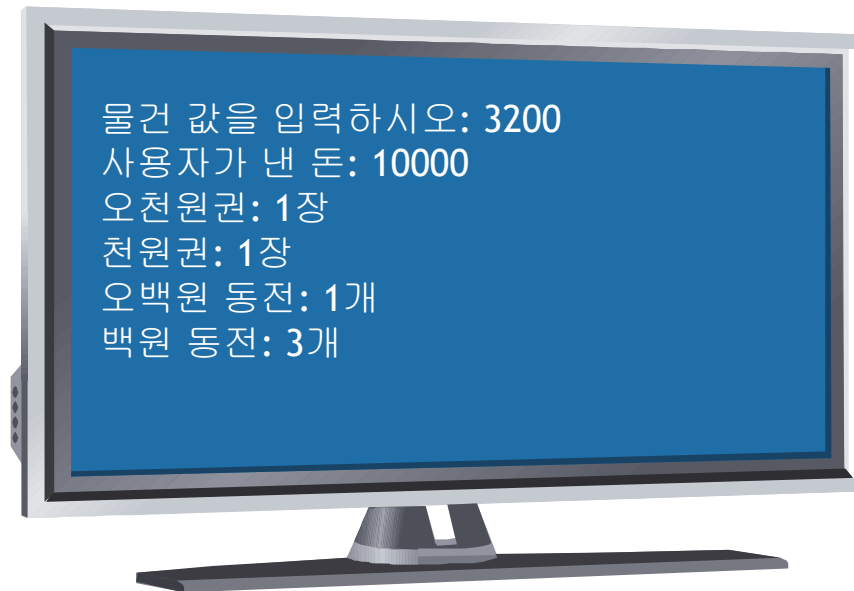 물건 값을 입력하시오: 3200
사용자가 낸 돈: 10000
오천원권: 1장
천원권: 1장
오백원 동전: 1개
백원 동전: 3개